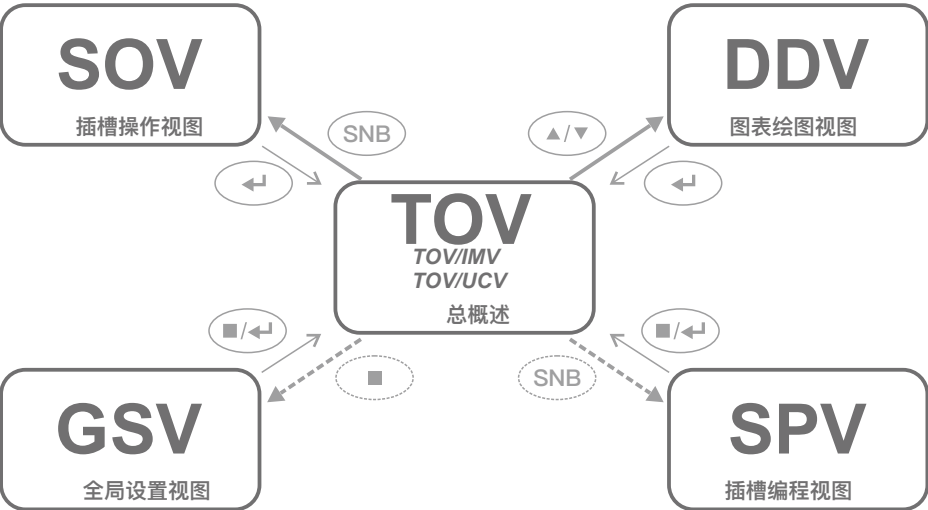 SOV
插槽操作视图
DDV
图表绘图视图
SNB
▲/▼
↵
↵
TOV
TOV/IMV
TOV/UCV
总概述
■/↵
■/↵
■
SNB
GSV
全局设置视图
SPV
插槽编程视图